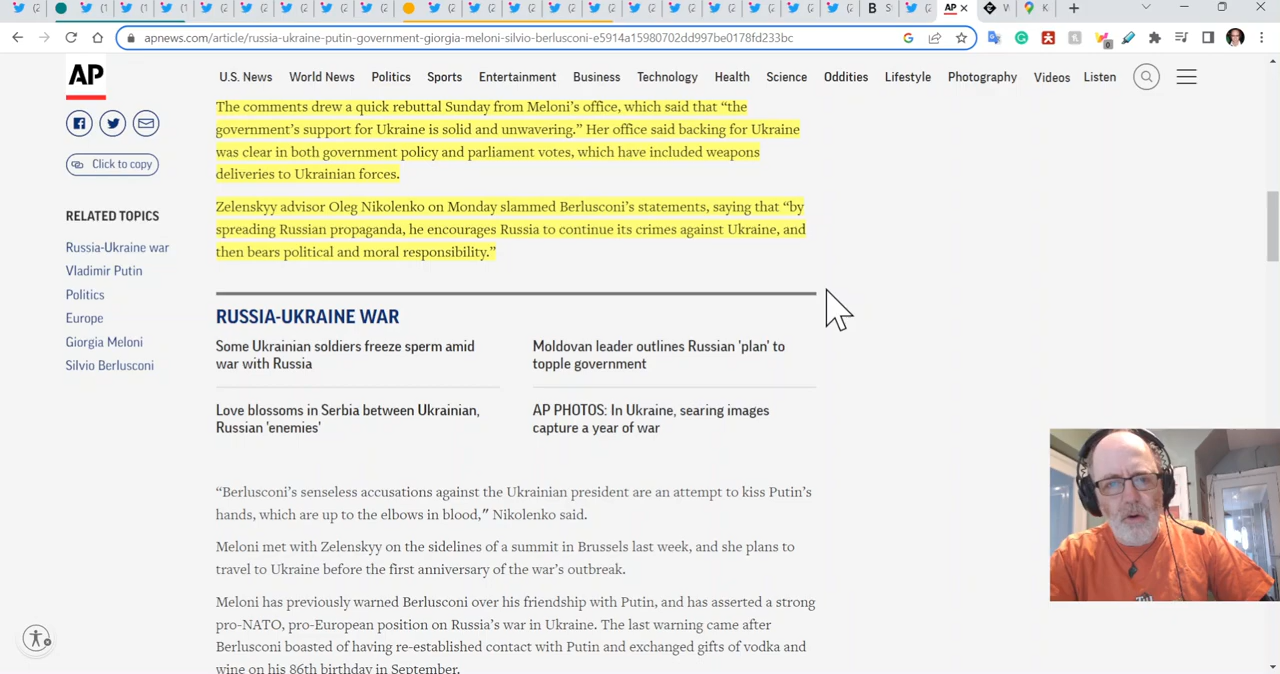 apnews.com/article/russia-ukraine-putin-government-giorgia-meloni-silvio-berlusconi-e5914a15980702dd997be0178fd233bc
AP
U.S. News World News Politics Sports Entertainment Business Technology Health Science Oddities Lifestyle Photography Videos Listen
The comments drew a quick rebuttal Sunday from Meloni’s office, which said that “the
government’s support for Ukraine is solid and unwavering.” Her office said backing for Ukraine
was clear in both government policy and parliament votes, which have included weapons
deliveries to Ukrainian forces.
Click to copy
Zelenskyy advisor Oleg Nikolenko on Monday slammed Berlusconi’s statements, saying that “by
spreading Russian propaganda, he encourages Russia to continue its crimes against Ukraine, and
then bears political and moral responsibility.”
RELATED TOPICS
Russia-Ukraine war
Vladimir Putin
Politics
Europe
Giorgia Meloni
Silvio Berlusconi
RUSSIA-UKRAINE WAR
Some Ukrainian soldiers freeze sperm amid
war with Russia
Moldovan leader outlines Russian 'plan' to
topple government
Love blossoms in Serbia between Ukrainian,
Russian 'enemies'
AP PHOTOS: In Ukraine, searing images
capture a year of war
“Berlusconi’s senseless accusations against the Ukrainian president are an attempt to kiss Putin’s
hands, which are up to the elbows in blood,″ Nikolenko said.
Meloni met with Zelenskyy on the sidelines of a summit in Brussels last week, and she plans to
travel to Ukraine before the first anniversary of the war’s outbreak.
Meloni has previously warned Berlusconi over his friendship with Putin, and has asserted a strong
pro-NATO, pro-European position on Russia’s war in Ukraine. The last warning came after
Berlusconi boasted of having re-established contact with Putin and exchanged gifts of vodka and
wine on his 86th birthday in September.